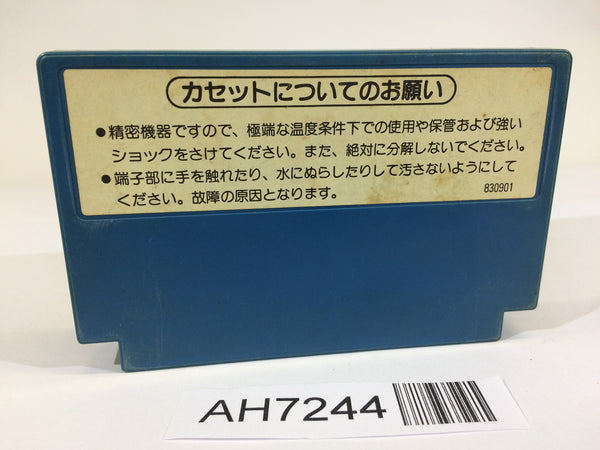 カセットについてのお願い
●精密機器ですので、極端な温度条件下での使用や保管および強い
ショックをさけてください。また、絶対に分解しないでください。
●端子部に手を触れたり、水にぬらしたりして汚さないようにして
ください。故障の原因となります。
830901
AH7244